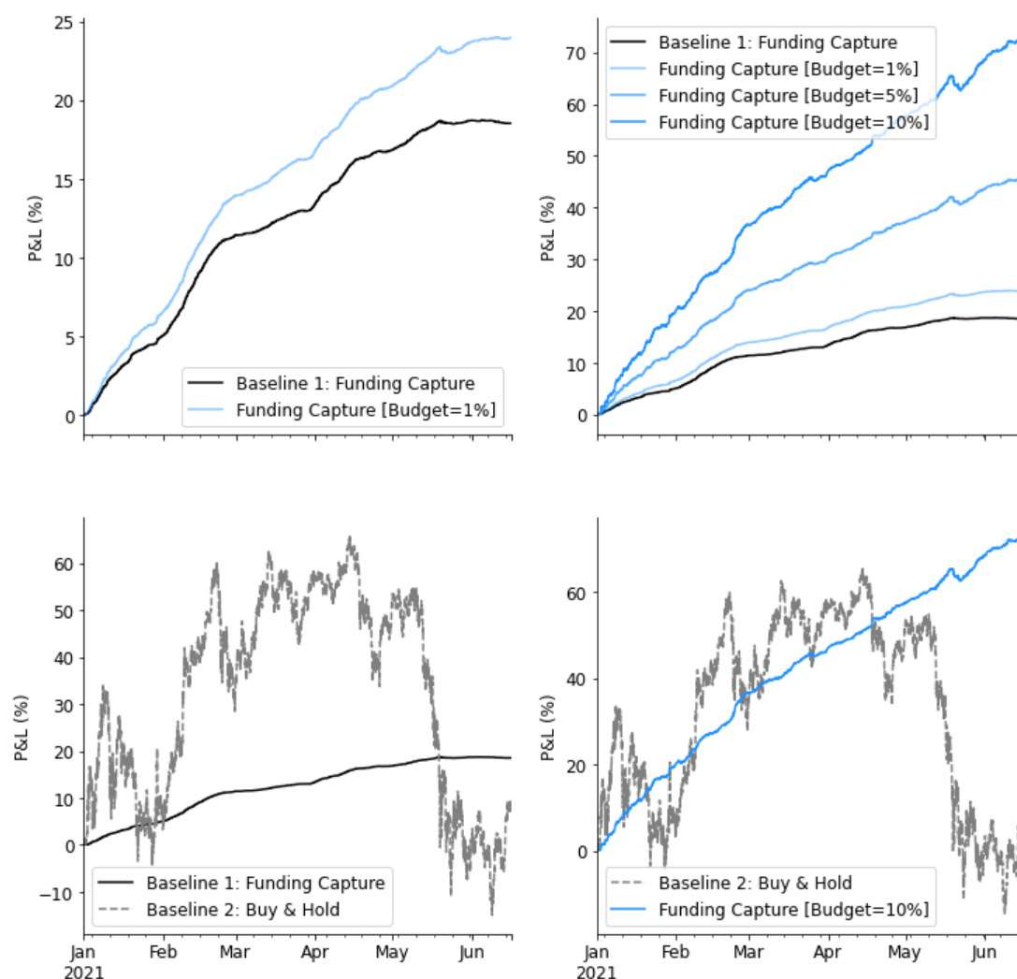 25
20
15
10
5
0
P&L (%)
Baseline 1: Funding Capture
Funding Capture [Budget=1%]
70
60
50
40
30
20
10
0
P&L (%)
Baseline 1: Funding Capture
Funding Capture [Budget=1%]
Funding Capture [Budget=5%]
Funding Capture [Budget=10%]
60
50
40
30
20
10
0
−10
P&L (%)
Baseline 1: Funding Capture
Baseline 2: Buy & Hold
Jan Feb Mar Apr May Jun
2021
60
40
20
0
P&L (%)
Baseline 2: Buy & Hold
Funding Capture [Budget=10%]
Jan Feb Mar Apr May Jun
2021